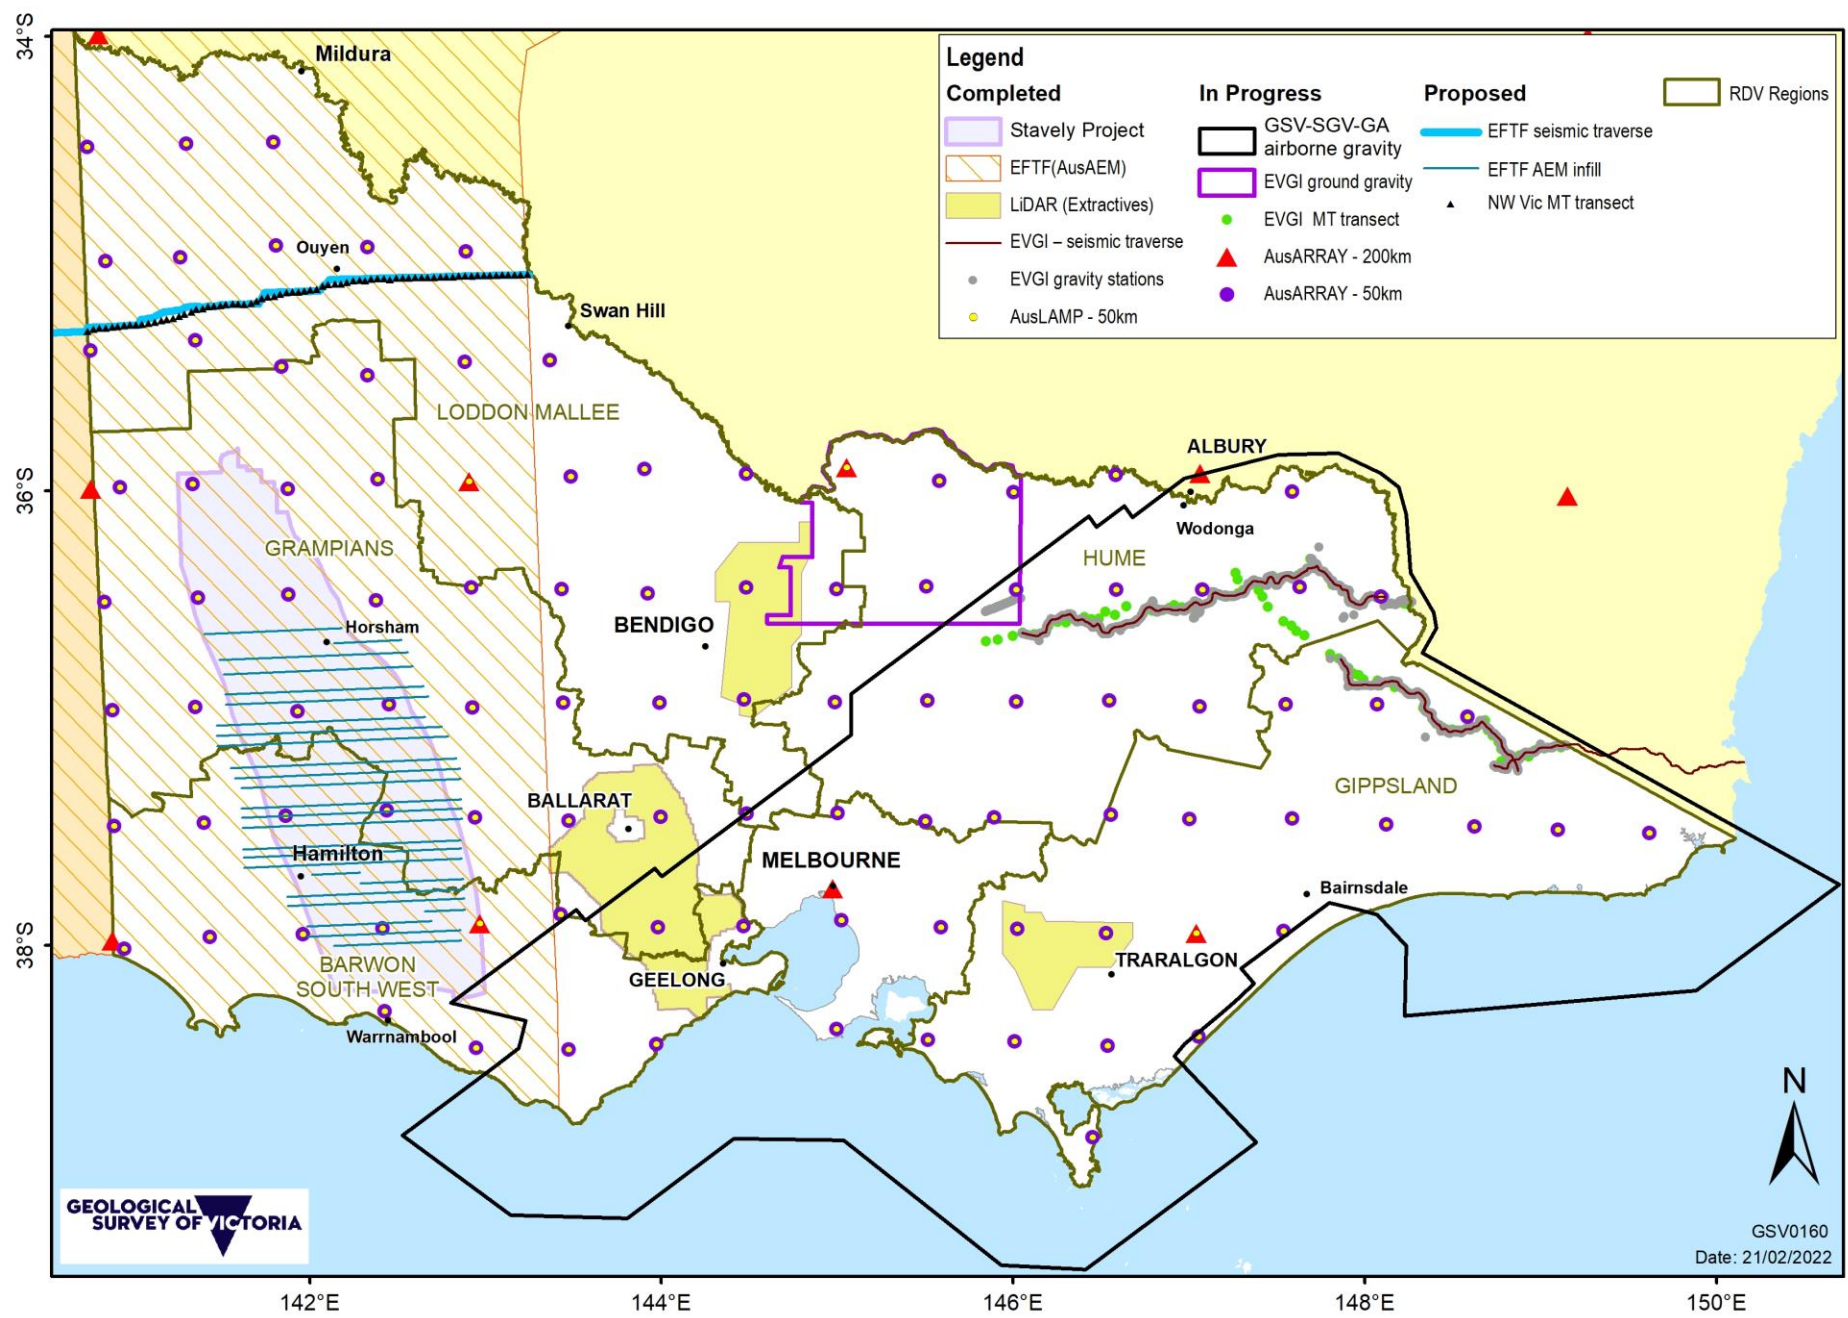 34°S
36°S
38°S
Mildura
Ouyen
Swan Hill
LODDON MALLEE
ALBURY
Wodonga
GRAMPIANS
HUME
Horsham
BENDIGO
GIPPSLAND
BALLARAT
Hamilton
MELBOURNE
Bairnsdale
BARWON
SOUTH WEST
GEELONG
TRARALGON
Warrnambool
Legend
Completed
Stavely Project
EFTF(AusAEM)
LiDAR (Extractives)
EVGI – seismic traverse
EVGI gravity stations
AusLAMP - 50km
In Progress
GSV-SGV-GA
airborne gravity
EVGI ground gravity
EVGI MT transect
AusARRAY - 200km
AusARRAY - 50km
Proposed
EFTF seismic traverse
EFTF AEM infill
NW Vic MT transect
RDV Regions
GEOLOGICAL
SURVEY OF VICTORIA
N
GSV0160
Date: 21/02/2022
142°E
144°E
146°E
148°E
150°E